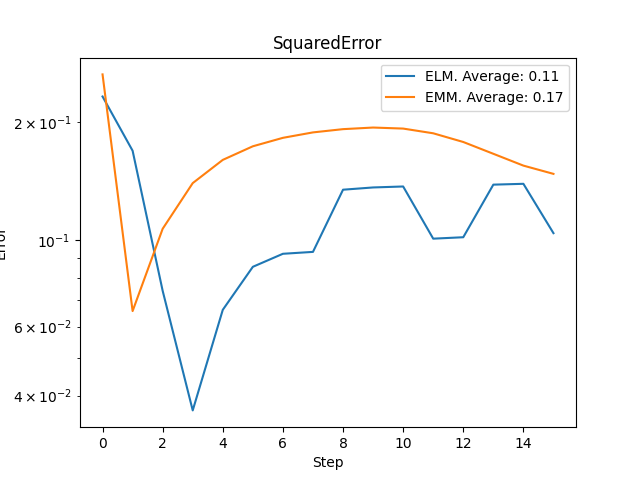 SquaredError
ELM. Average: 0.11
EMM. Average: 0.17
2 × 10⁻¹
10⁻¹
6 × 10⁻²
4 × 10⁻²
Error
0 2 4 6 8 10 12 14
Step